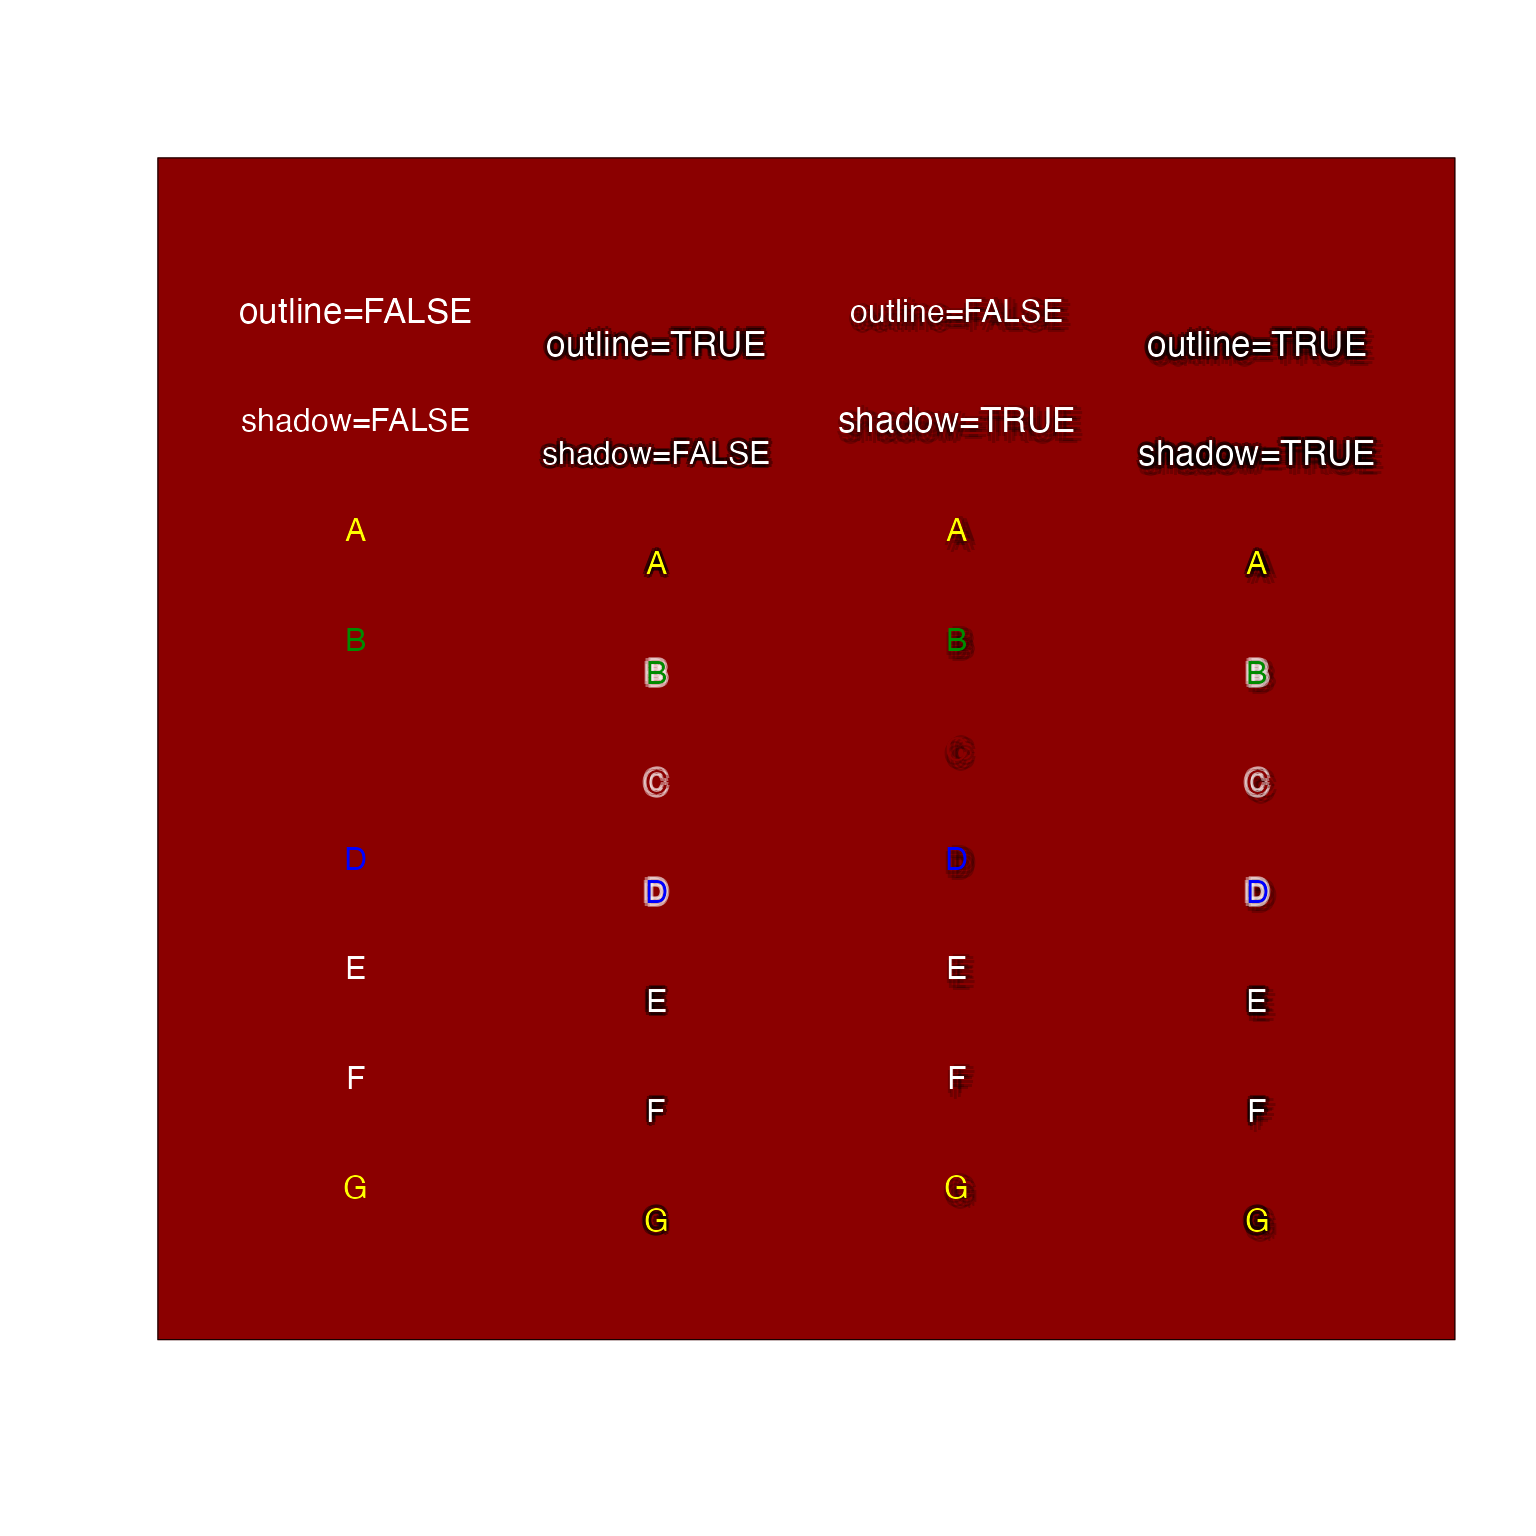 outline=FALSE
outline=TRUE
outline=FALSE
outline=TRUE
shadow=FALSE
shadow=FALSE
shadow=TRUE
shadow=TRUE
A
A
A
A
B
B
B
B
C
C
C
D
D
D
D
E
E
E
E
F
F
F
F
G
G
G
G